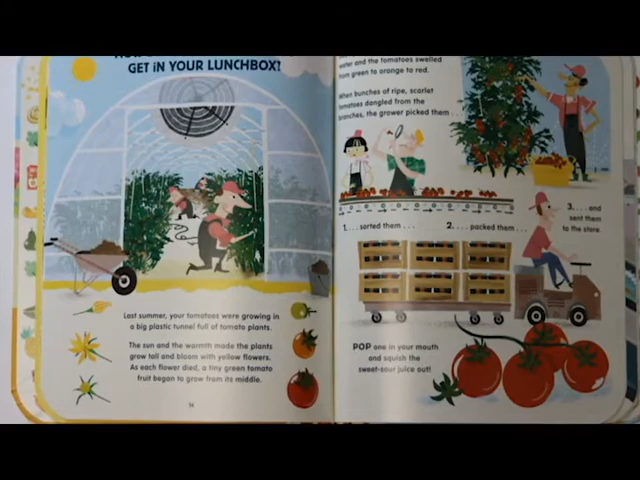 GET iN YOUR LUNCHBOX?
Last summer, your tomatoes were growing in
a big plastic tunnel full of tomato plants.
The sun and the warmth made the plants
grow tall and bloom with yellow flowers.
As each flower died, a tiny green tomato
fruit began to grow from its middle.
water and the tomatoes swelled
from green to orange to red.
When bunches of ripe, scarlet
tomatoes dangled from the
branches, the grower picked them . . .
1. . . . sorted them . . .
2. . . . packed them . . .
3. . . . and
sent them
to the store.
POP one in your mouth
and squish the
sweet-sour juice out!